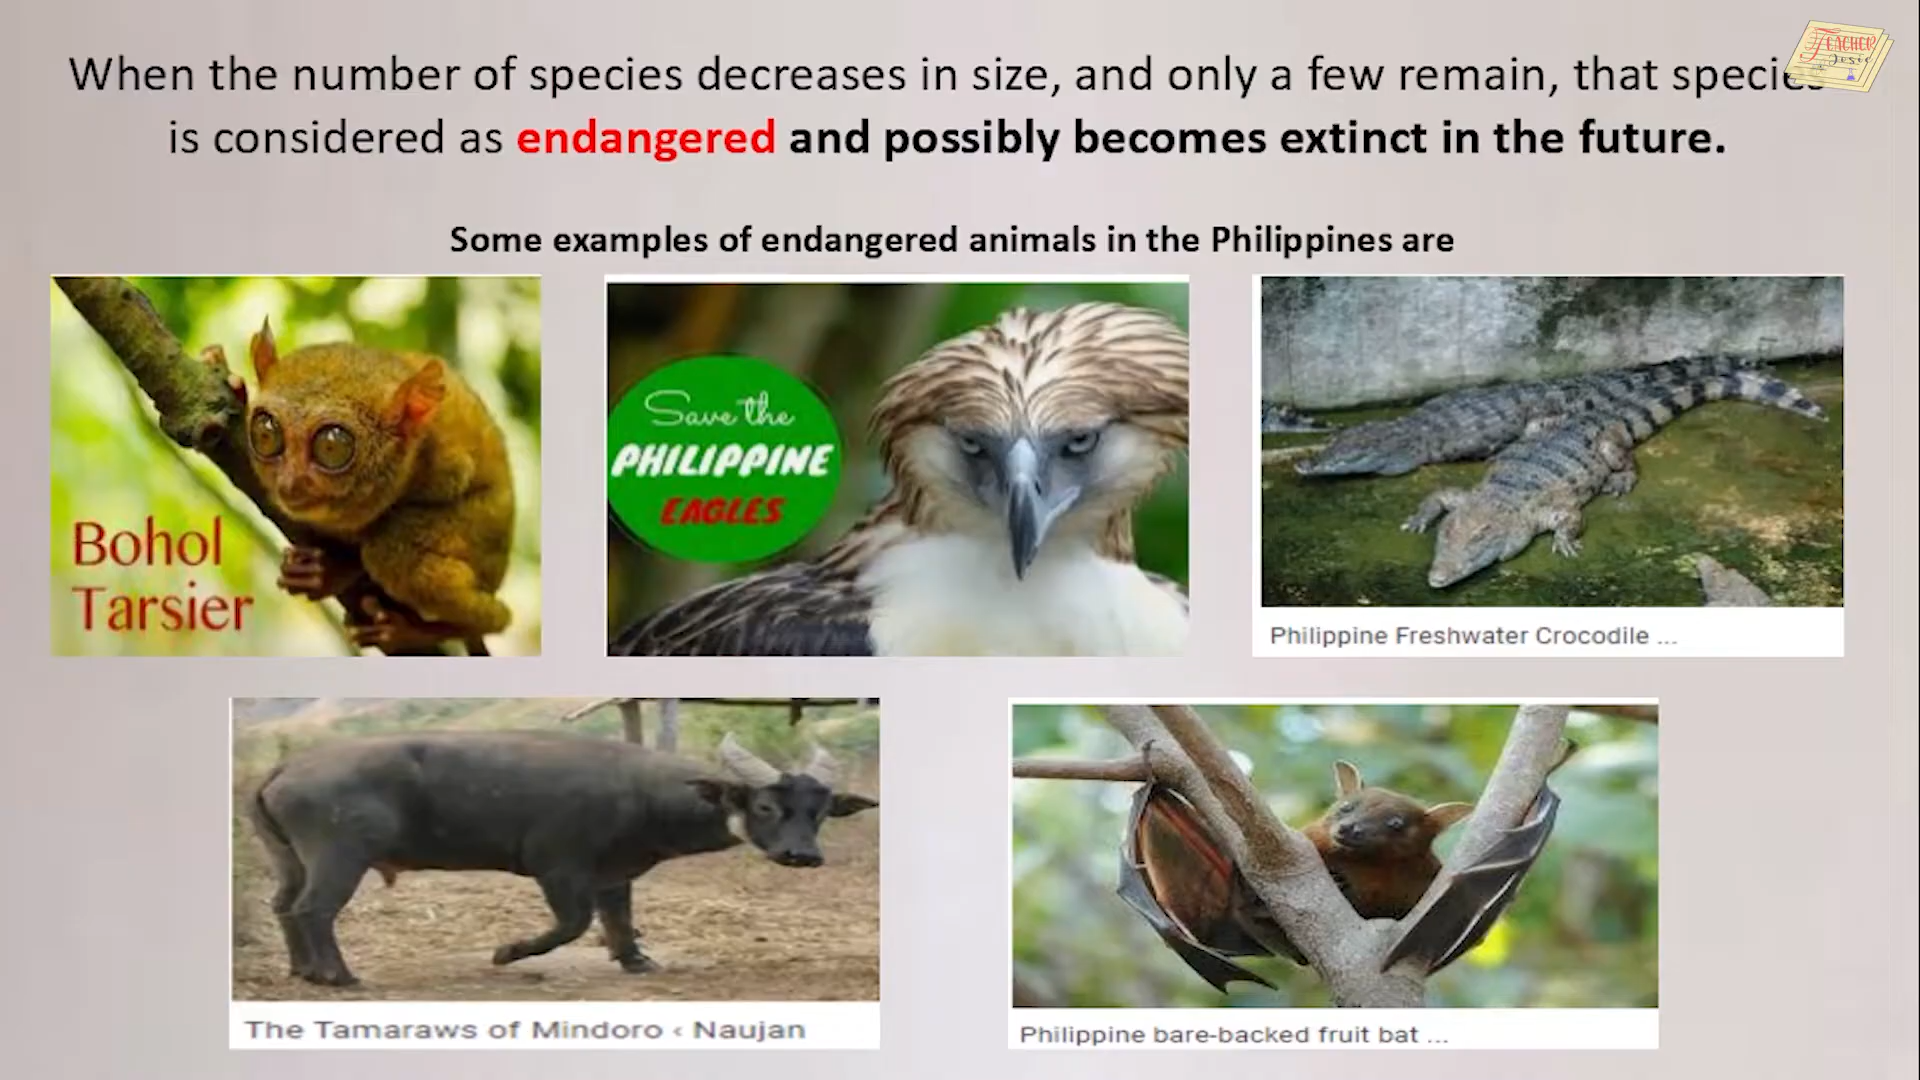 When the number of species decreases in size, and only a few remain, that species
is considered as endangered and possibly becomes extinct in the future.
Some examples of endangered animals in the Philippines are
Bohol
Tarsier
Save the
PHILIPPINE
EAGLES
Philippine Freshwater Crocodile ...
The Tamaraws of Mindoro ‹ Naujan
Philippine bare-backed fruit bat ...
TEACHER
Josie